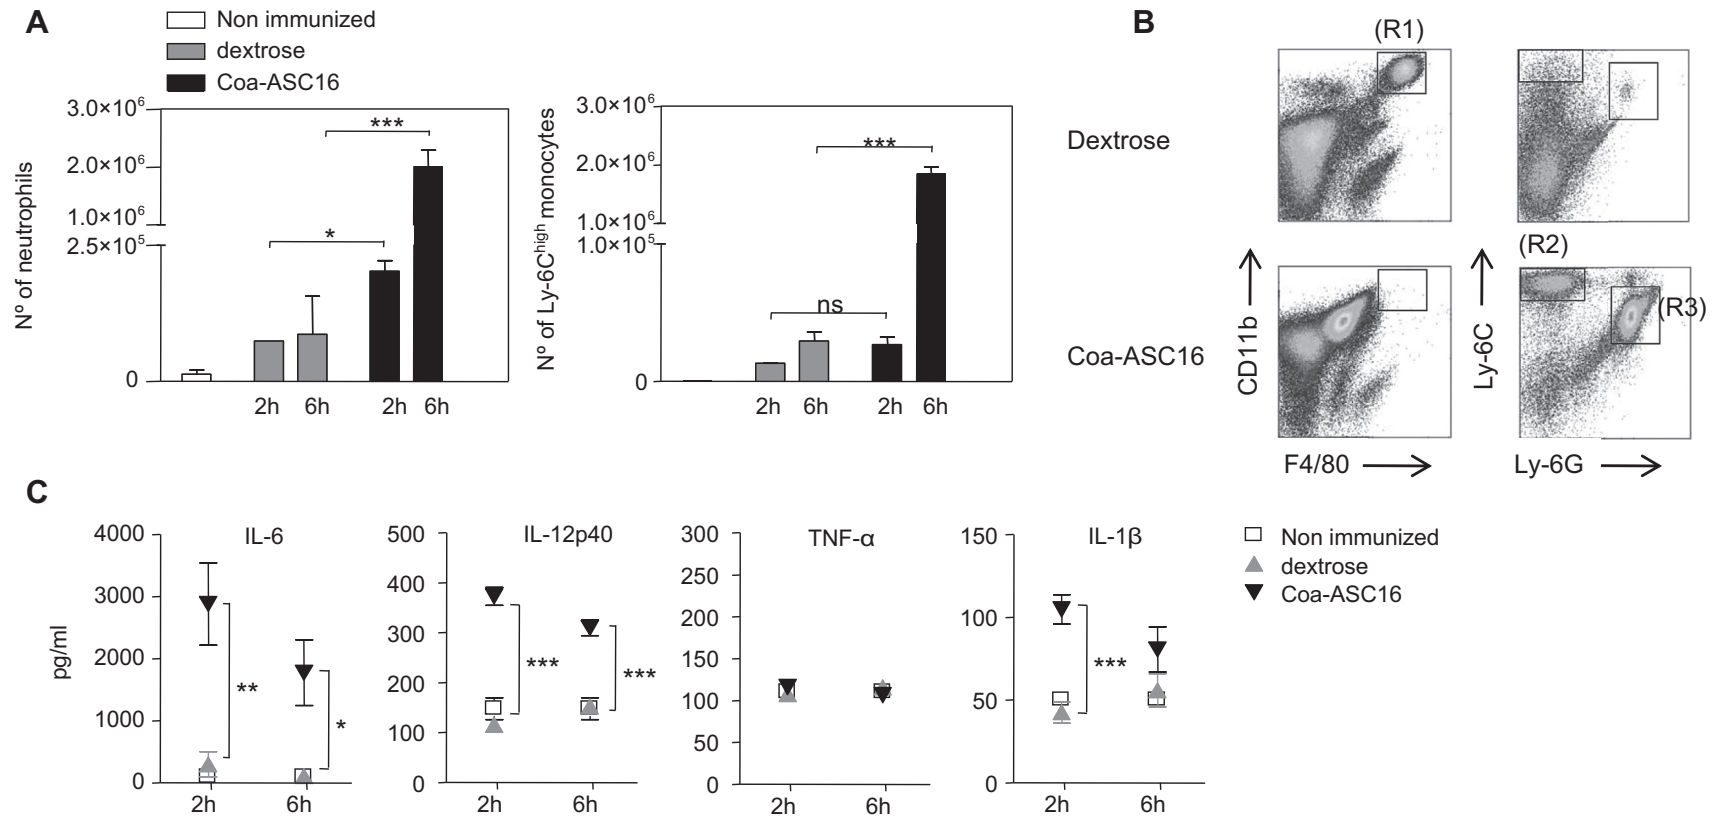 A
Non immunized
dextrose
Coa-ASC16
Nº of neutrophils
3.0×10⁶
2.0×10⁶
1.0×10⁶
2.5×10⁵
0
***
*
2h 6h 2h 6h
Nº of Ly-6Chigh monocytes
3.0×10⁶
2.0×10⁶
1.0×10⁶
1.0×10⁵
0
***
ns
2h 6h 2h 6h
B
(R1)
Dextrose
(R2)
Coa-ASC16
(R3)
CD11b
Ly-6C
F4/80
Ly-6G
C
pg/ml
IL-6
4000
3000
2000
1000
0
**
*
2h 6h
IL-12p40
500
400
300
200
100
0
***
***
2h 6h
TNF-α
300
250
200
150
100
50
0
2h 6h
IL-1β
150
100
50
0
***
2h 6h
Non immunized
dextrose
Coa-ASC16